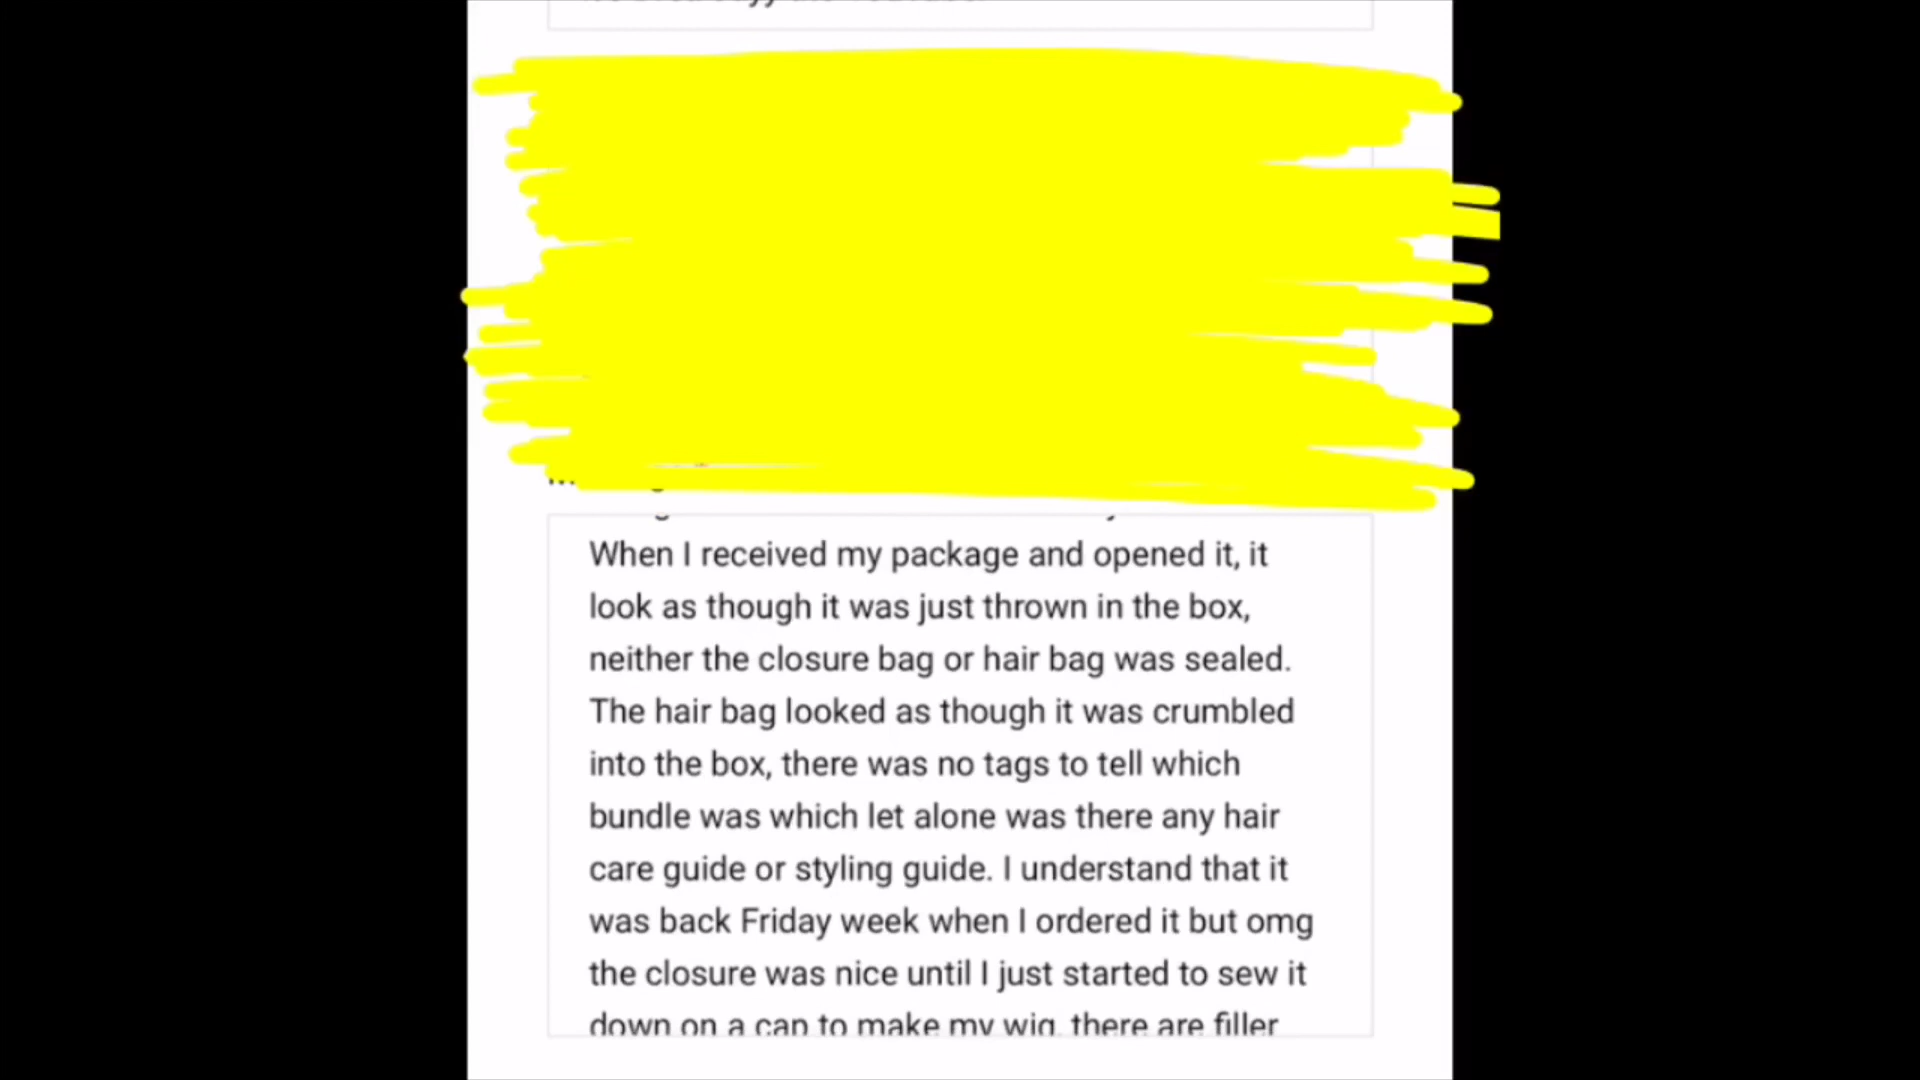 When I received my package and opened it, it
look as though it was just thrown in the box,
neither the closure bag or hair bag was sealed.
The hair bag looked as though it was crumbled
into the box, there was no tags to tell which
bundle was which let alone was there any hair
care guide or styling guide. I understand that it
was back Friday week when I ordered it but omg
the closure was nice until I just started to sew it
down on a cap to make my wig, there are filler